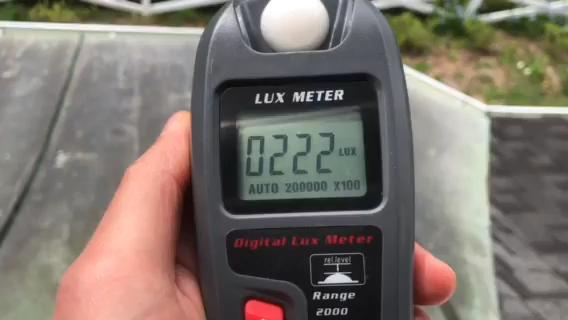 LUX METER
0222 LUX
AUTO 200000 X100
Digital Lux Meter
rel.level
Range
2000